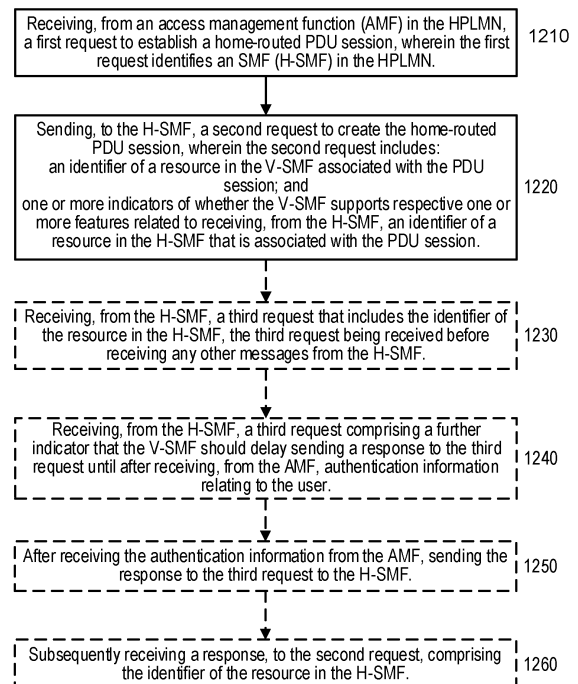 Receiving, from an access management function (AMF) in the HPLMN,
a first request to establish a home-routed PDU session, wherein the first
request identifies an SMF (H-SMF) in the HPLMN.
1210
Sending, to the H-SMF, a second request to create the home-routed
PDU session, wherein the second request includes:
an identifier of a resource in the V-SMF associated with the PDU
session; and
one or more indicators of whether the V-SMF supports respective one or
more features related to receiving, from the H-SMF, an identifier of a
resource in the H-SMF that is associated with the PDU session.
1220
Receiving, from the H-SMF, a third request that includes the identifier of
the resource in the H-SMF, the third request being received before
receiving any other messages from the H-SMF.
1230
Receiving, from the H-SMF, a third request comprising a further
indicator that the V-SMF should delay sending a response to the third
request until after receiving, from the AMF, authentication information
relating to the user.
1240
After receiving the authentication information from the AMF, sending the
response to the third request to the H-SMF.
1250
Subsequently receiving a response, to the second request, comprising
the identifier of the resource in the H-SMF.
1260